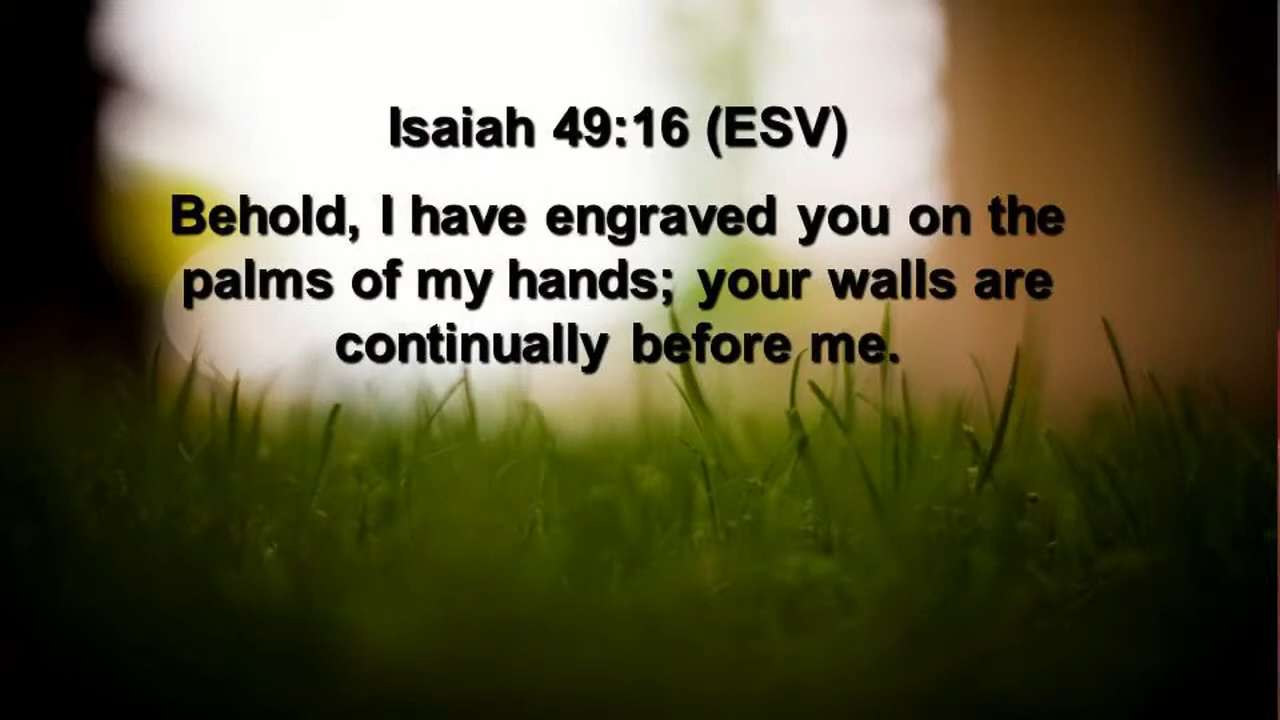 Isaiah 49:16 (ESV)
Behold, I have engraved you on the
palms of my hands; your walls are
continually before me.